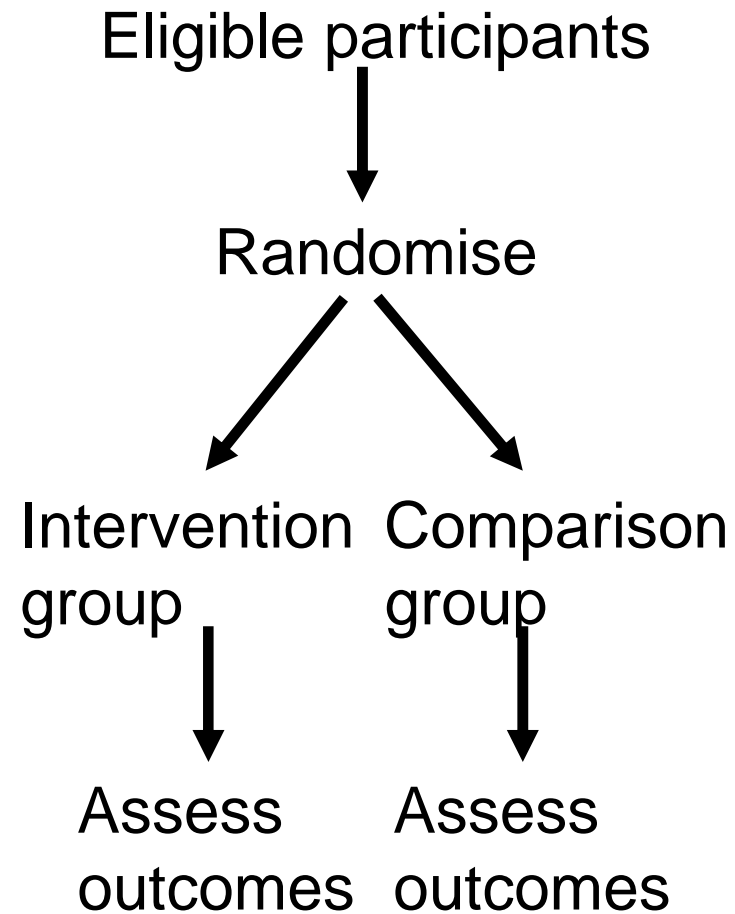 Eligible participants
Randomise
Intervention
group
Comparison
group
Assess
outcomes
Assess
outcomes